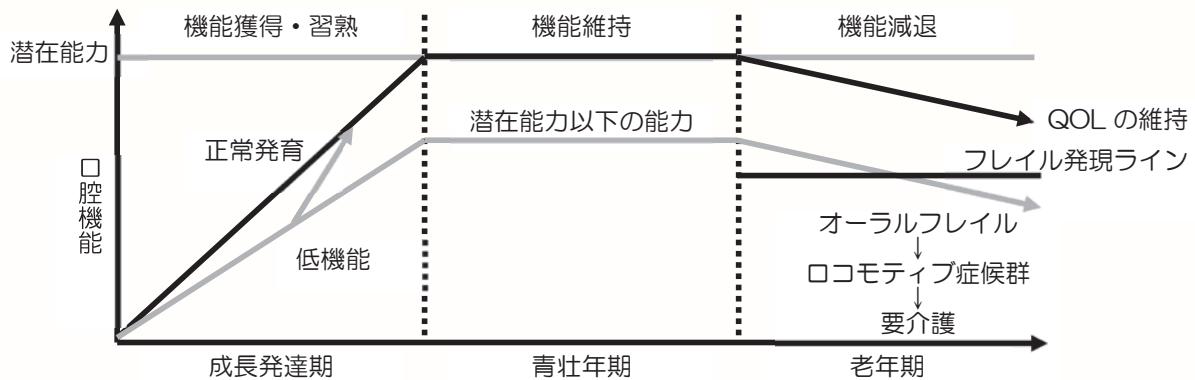 機能獲得・習熟
機能維持
機能減退
潜在能力
正常発育
潜在能力以下の能力
QOL の維持
フレイル発現ライン
口腔機能
低機能
オーラルフレイル
↓
ロコモティブ症候群
↓
要介護
成長発達期
青壮年期
老年期